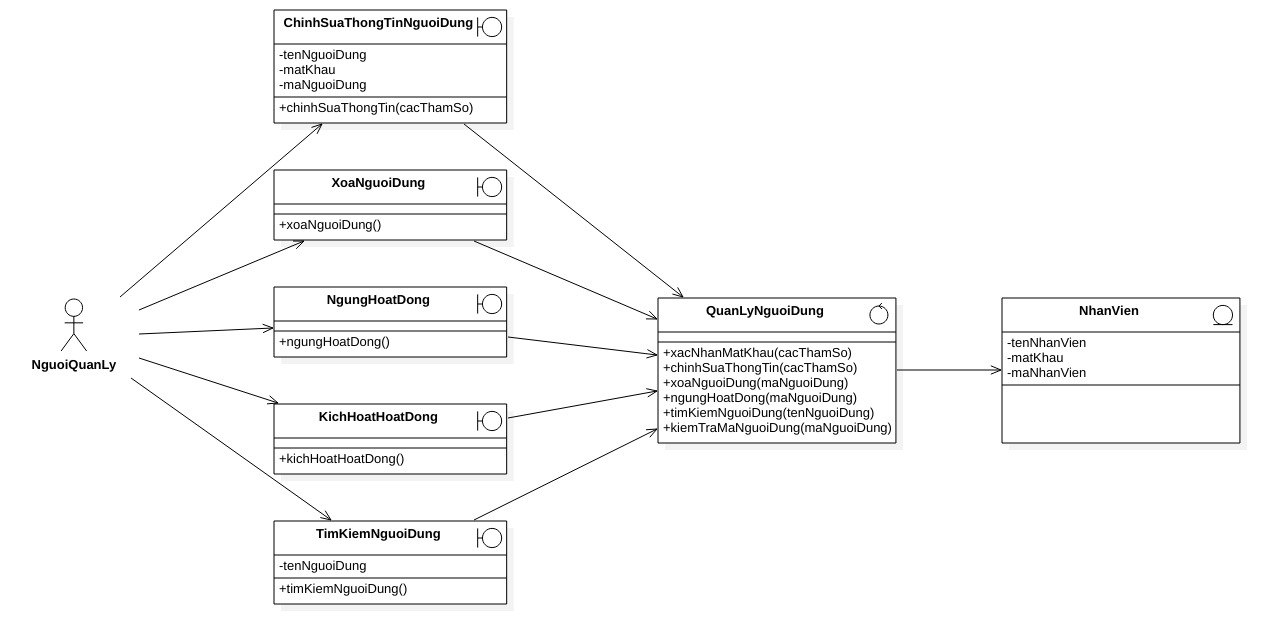 ChinhSuaThongTinNguoiDung
-tenNguoiDung
-matKhau
-maNguoiDung
+chinhSuaThongTin(cacThamSo)
XoaNguoiDung
+xoaNguoiDung()
NgungHoatDong
+ngungHoatDong()
NguoiQuanLy
KichHoatHoatDong
+kichHoatHoatDong()
TimKiemNguoiDung
-tenNguoiDung
+timKiemNguoiDung()
QuanLyNguoiDung
+xacNhanMatKhau(cacThamSo)
+chinhSuaThongTin(cacThamSo)
+xoaNguoiDung(maNguoiDung)
+ngungHoatDong(maNguoiDung)
+timKiemNguoiDung(tenNguoiDung)
+kiemTraMaNguoiDung(maNguoiDung)
NhanVien
-tenNhanVien
-matKhau
-maNhanVien